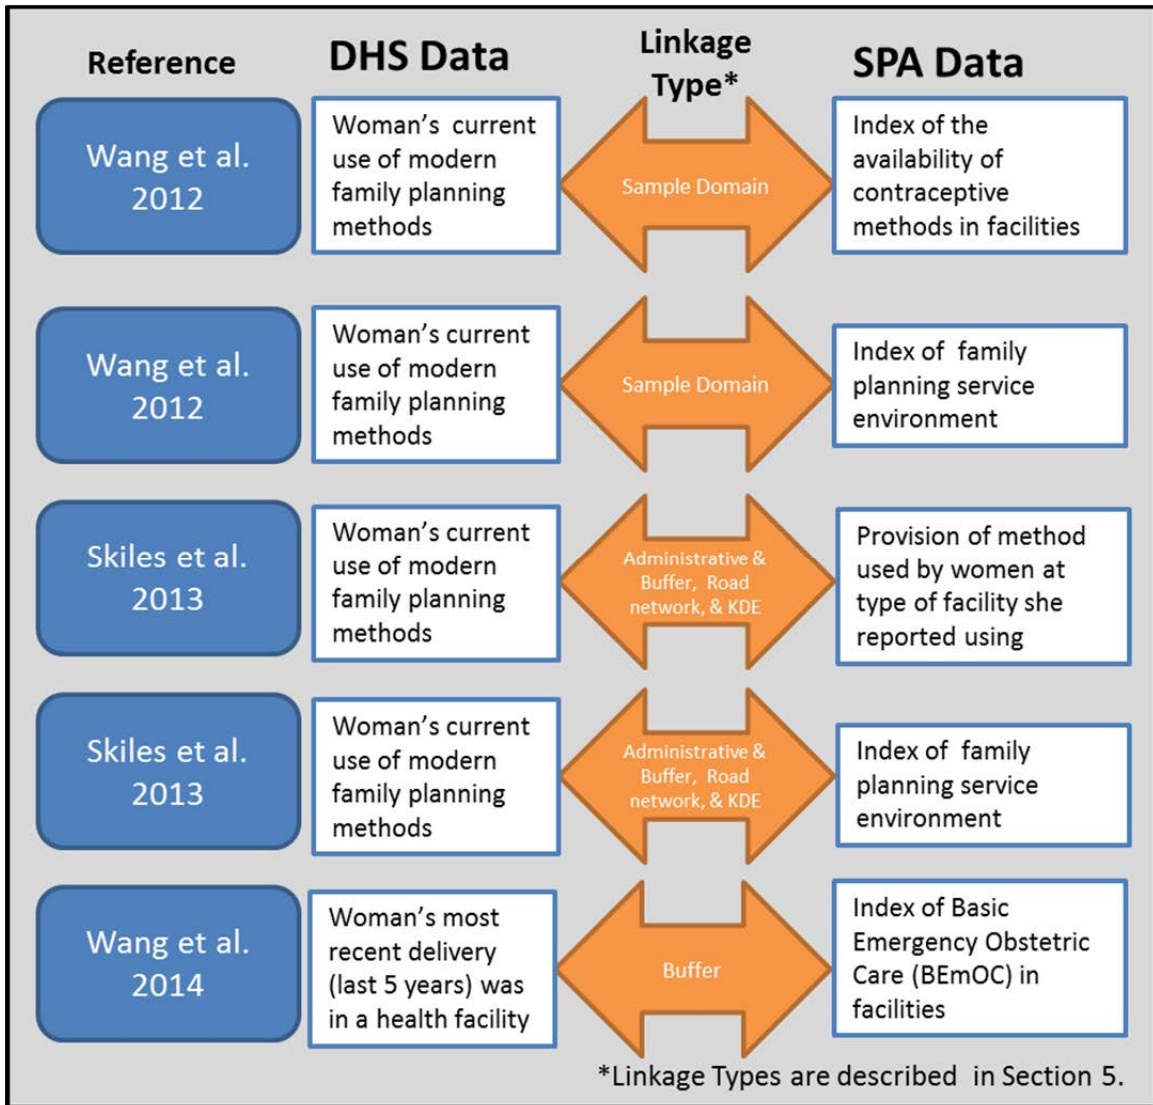 Reference
DHS Data
Linkage
Type*
SPA Data
Wang et al.
2012
Woman's current
use of modern
family planning
methods
Sample Domain
Index of the
availability of
contraceptive
methods in facilities
Wang et al.
2012
Woman's current
use of modern
family planning
methods
Sample Domain
Index of family
planning service
environment
Skiles et al.
2013
Woman's current
use of modern
family planning
methods
Administrative &
Buffer, Road
network, & KDE
Provision of method
used by women at
type of facility she
reported using
Skiles et al.
2013
Woman's current
use of modern
family planning
methods
Administrative &
Buffer, Road
network, & KDE
Index of family
planning service
environment
Wang et al.
2014
Woman's most
recent delivery
(last 5 years) was
in a health facility
Buffer
Index of Basic
Emergency Obstetric
Care (BEmOC) in
facilities
*Linkage Types are described in Section 5.